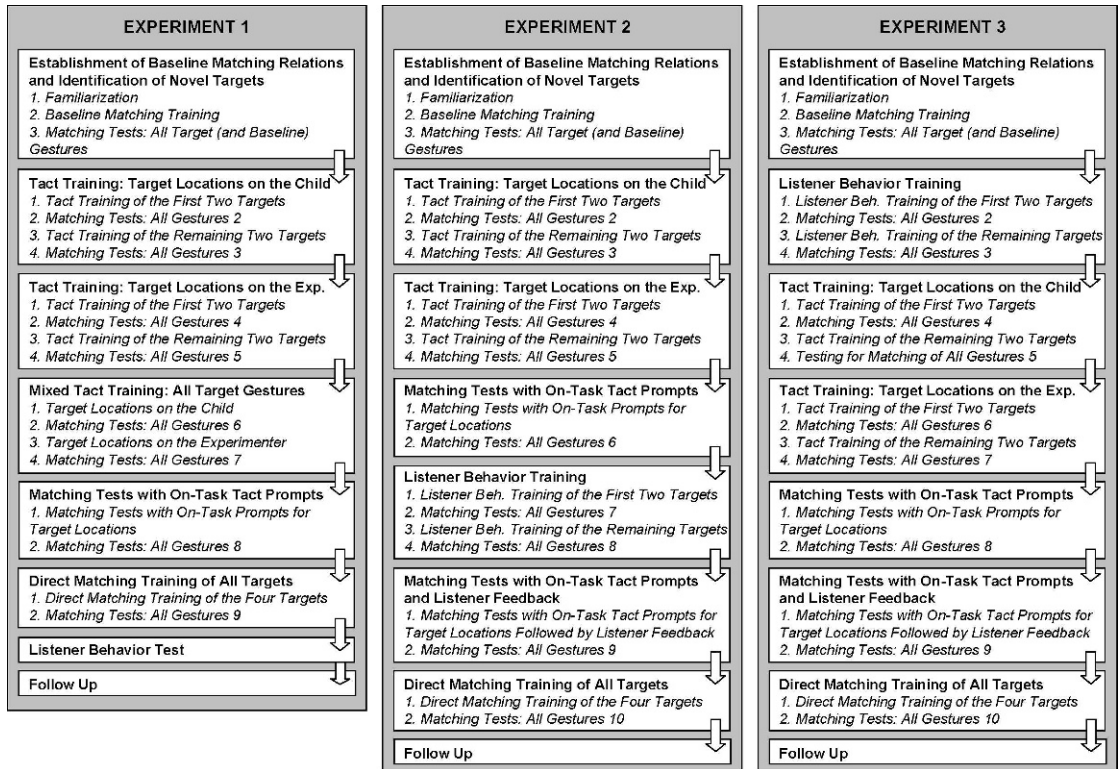 EXPERIMENT 1
Establishment of Baseline Matching Relations
and Identification of Novel Targets
1. Familiarization
2. Baseline Matching Training
3. Matching Tests: All Target (and Baseline)
Gestures
Tact Training: Target Locations on the Child
1. Tact Training of the First Two Targets
2. Matching Tests: All Gestures 2
3. Tact Training of the Remaining Two Targets
4. Matching Tests: All Gestures 3
Tact Training: Target Locations on the Exp.
1. Tact Training of the First Two Targets
2. Matching Tests: All Gestures 4
3. Tact Training of the Remaining Two Targets
4. Matching Tests: All Gestures 5
Mixed Tact Training: All Target Gestures
1. Target Locations on the Child
2. Matching Tests: All Gestures 6
3. Target Locations on the Experimenter
4. Matching Tests: All Gestures 7
Matching Tests with On-Task Tact Prompts
1. Matching Tests with On-Task Prompts for
Target Locations
2. Matching Tests: All Gestures 8
Direct Matching Training of All Targets
1. Direct Matching Training of the Four Targets
2. Matching Tests: All Gestures 9
Listener Behavior Test
Follow Up
EXPERIMENT 2
Establishment of Baseline Matching Relations
and Identification of Novel Targets
1. Familiarization
2. Baseline Matching Training
3. Matching Tests: All Target (and Baseline)
Gestures
Tact Training: Target Locations on the Child
1. Tact Training of the First Two Targets
2. Matching Tests: All Gestures 2
3. Tact Training of the Remaining Two Targets
4. Matching Tests: All Gestures 3
Tact Training: Target Locations on the Exp.
1. Tact Training of the First Two Targets
2. Matching Tests: All Gestures 4
3. Tact Training of the Remaining Two Targets
4. Matching Tests: All Gestures 5
Matching Tests with On-Task Tact Prompts
1. Matching Tests with On-Task Prompts for
Target Locations
2. Matching Tests: All Gestures 6
Listener Behavior Training
1. Listener Beh. Training of the First Two Targets
2. Matching Tests: All Gestures 7
3. Listener Beh. Training of the Remaining Targets
4. Matching Tests: All Gestures 8
Matching Tests with On-Task Tact Prompts
and Listener Feedback
1. Matching Tests with On-Task Tact Prompts for
Target Locations Followed by Listener Feedback
2. Matching Tests: All Gestures 9
Direct Matching Training of All Targets
1. Direct Matching Training of the Four Targets
2. Matching Tests: All Gestures 10
Follow Up
EXPERIMENT 3
Establishment of Baseline Matching Relations
and Identification of Novel Targets
1. Familiarization
2. Baseline Matching Training
3. Matching Tests: All Target (and Baseline)
Gestures
Listener Behavior Training
1. Listener Beh. Training of the First Two Targets
2. Matching Tests: All Gestures 2
3. Listener Beh. Training of the Remaining Targets
4. Matching Tests: All Gestures 3
Tact Training: Target Locations on the Child
1. Tact Training of the First Two Targets
2. Matching Tests: All Gestures 4
3. Tact Training of the Remaining Two Targets
4. Testing for Matching of All Gestures 5
Tact Training: Target Locations on the Exp.
1. Tact Training of the First Two Targets
2. Matching Tests: All Gestures 6
3. Tact Training of the Remaining Two Targets
4. Matching Tests: All Gestures 7
Matching Tests with On-Task Tact Prompts
1. Matching Tests with On-Task Prompts for
Target Locations
2. Matching Tests: All Gestures 8
Matching Tests with On-Task Tact Prompts
and Listener Feedback
1. Matching Tests with On-Task Tact Prompts for
Target Locations Followed by Listener Feedback
2. Matching Tests: All Gestures 9
Direct Matching Training of All Targets
1. Direct Matching Training of the Four Targets
2. Matching Tests: All Gestures 10
Follow Up